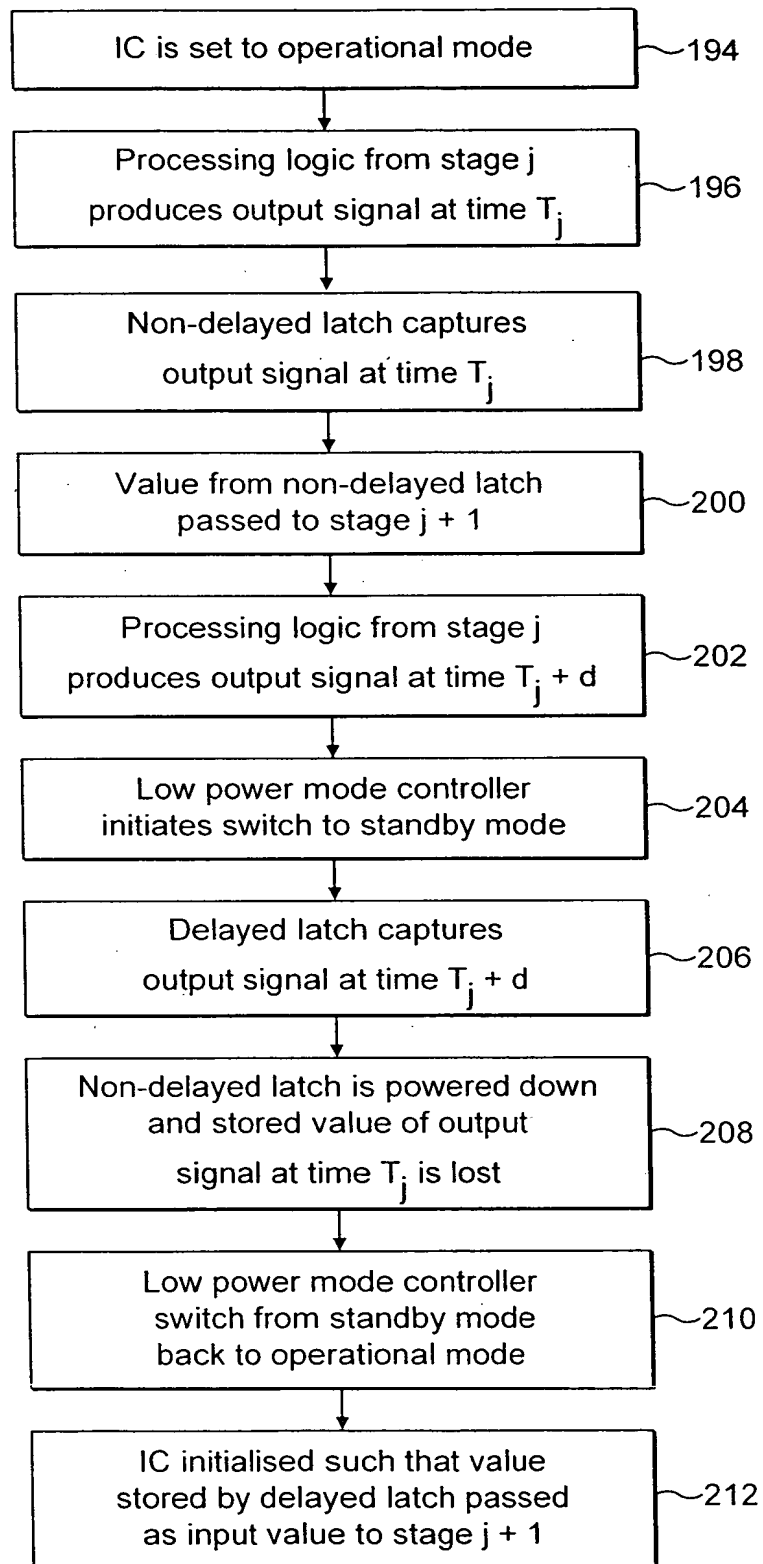 IC is set to operational mode
194
Processing logic from stage j
produces output signal at time Tj
196
Non-delayed latch captures
output signal at time Tj
198
Value from non-delayed latch
passed to stage j + 1
200
Processing logic from stage j
produces output signal at time Tj + d
202
Low power mode controller
initiates switch to standby mode
204
Delayed latch captures
output signal at time Tj + d
206
Non-delayed latch is powered down
and stored value of output
signal at time Tj is lost
208
Low power mode controller
switch from standby mode
back to operational mode
210
IC initialised such that value
stored by delayed latch passed
as input value to stage j + 1
212